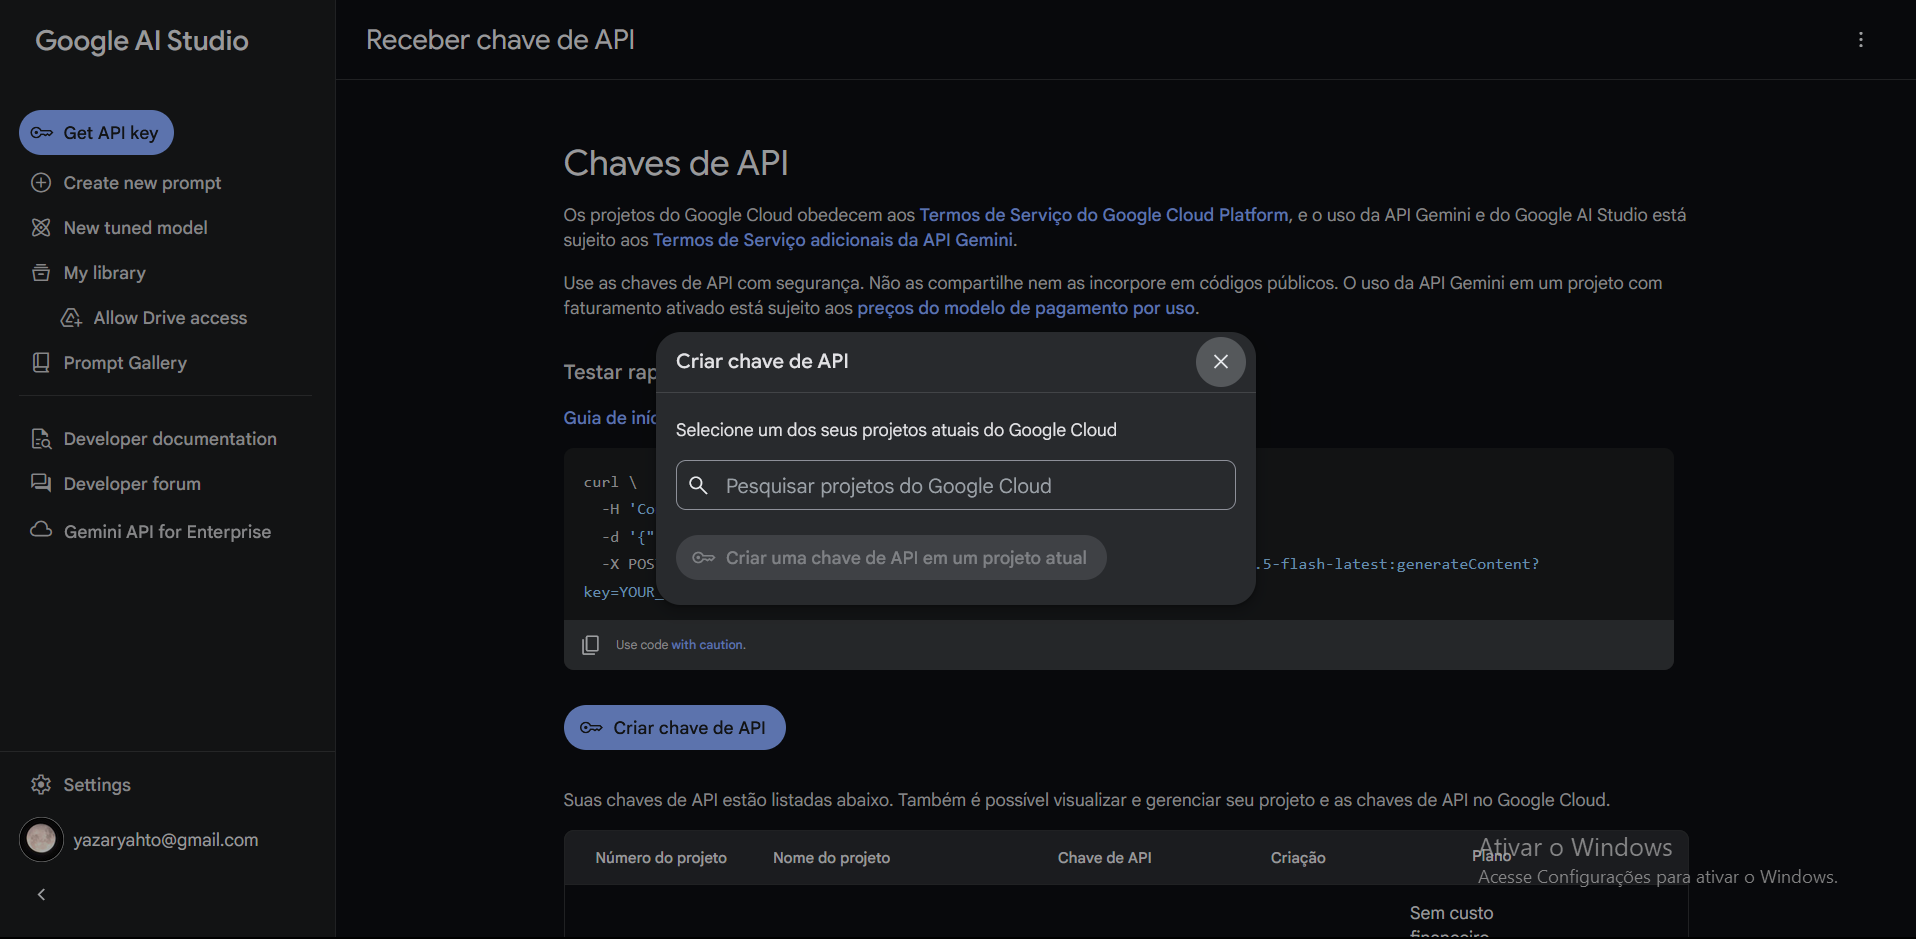 Google AI Studio
Receber chave de API
Get API key
Create new prompt
New tuned model
My library
Allow Drive access
Prompt Gallery
Developer documentation
Developer forum
Gemini API for Enterprise
Settings
yazaryahto@gmail.com
Chaves de API
Os projetos do Google Cloud obedecem aos Termos de Serviço do Google Cloud Platform, e o uso da API Gemini e do Google AI Studio está
sujeito aos Termos de Serviço adicionais da API Gemini.
Use as chaves de API com segurança. Não as compartilhe nem as incorpore em códigos públicos. O uso da API Gemini em um projeto com
faturamento ativado está sujeito aos preços do modelo de pagamento por uso.
Testar rap
Guia de iníc
curl \
-H 'Co
-d '{"
-X POS
.5-flash-latest:generateContent?
key=YOUR_
Criar chave de API
Selecione um dos seus projetos atuais do Google Cloud
Pesquisar projetos do Google Cloud
Criar uma chave de API em um projeto atual
Use code with caution.
Criar chave de API
Suas chaves de API estão listadas abaixo. Também é possível visualizar e gerenciar seu projeto e as chaves de API no Google Cloud.
Número do projeto Nome do projeto Chave de API Criação Plano
Ativar o Windows
Acesse Configurações para ativar o Windows.
Sem custo
financeiro